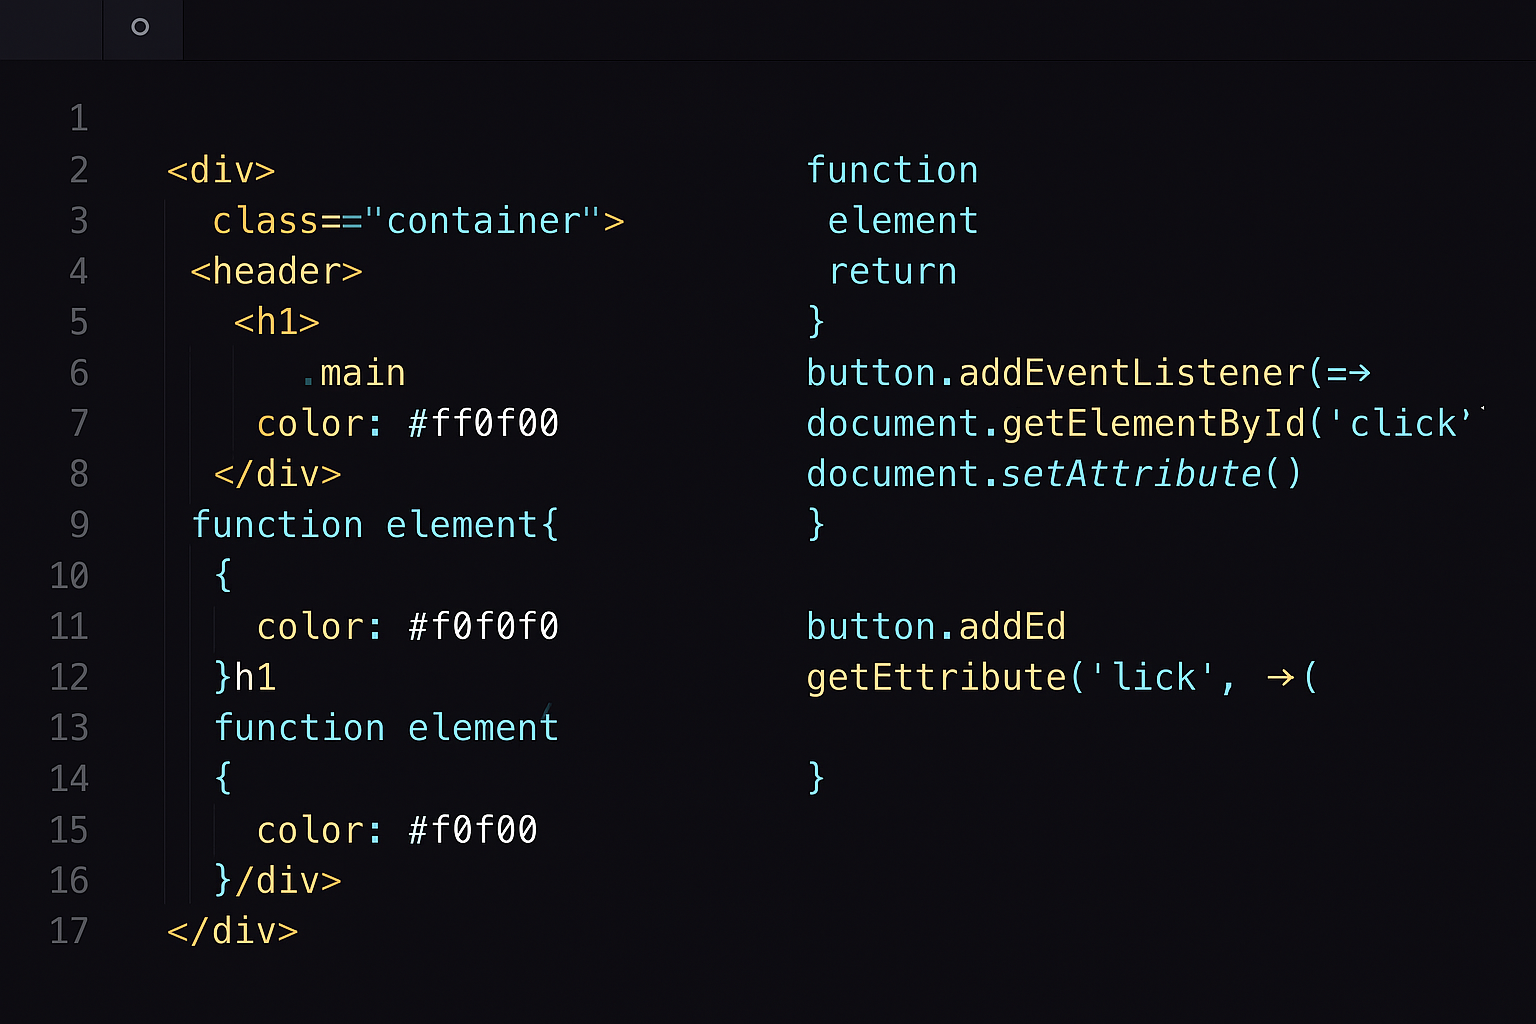 1
2 <div> function
3 class=="container"> element
4 <header> return
5 <h1> }
6 .main button.addEventListener(=>
7 color: #ff0f00 document.getElementById('click’`
8 </div> document.setAttribute()
9 function element{ }
10 {
11 color: #f0f0f0 button.addEd
12 }h1 getEttribute('lick', →(
13 function element
14 { }
15 color: #f0f00
16 }/div>
17 </div>